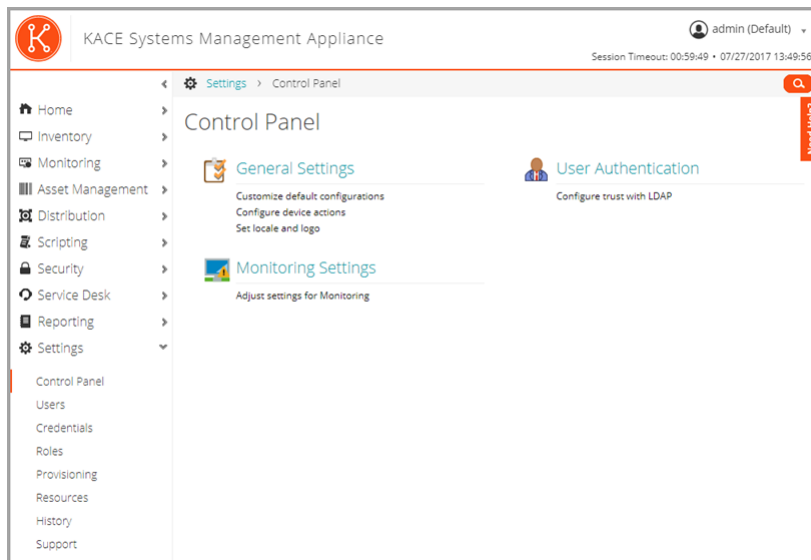 KACE Systems Management Appliance
admin (Default)
Session Timeout: 00:59:49 • 07/27/2017 13:49:56
Settings > Control Panel
Need Help?
Home
Inventory
Monitoring
Asset Management
Distribution
Scripting
Security
Service Desk
Reporting
Settings
Control Panel
Users
Credentials
Roles
Provisioning
Resources
History
Support
Control Panel
General Settings
Customize default configurations
Configure device actions
Set locale and logo
User Authentication
Configure trust with LDAP
Monitoring Settings
Adjust settings for Monitoring